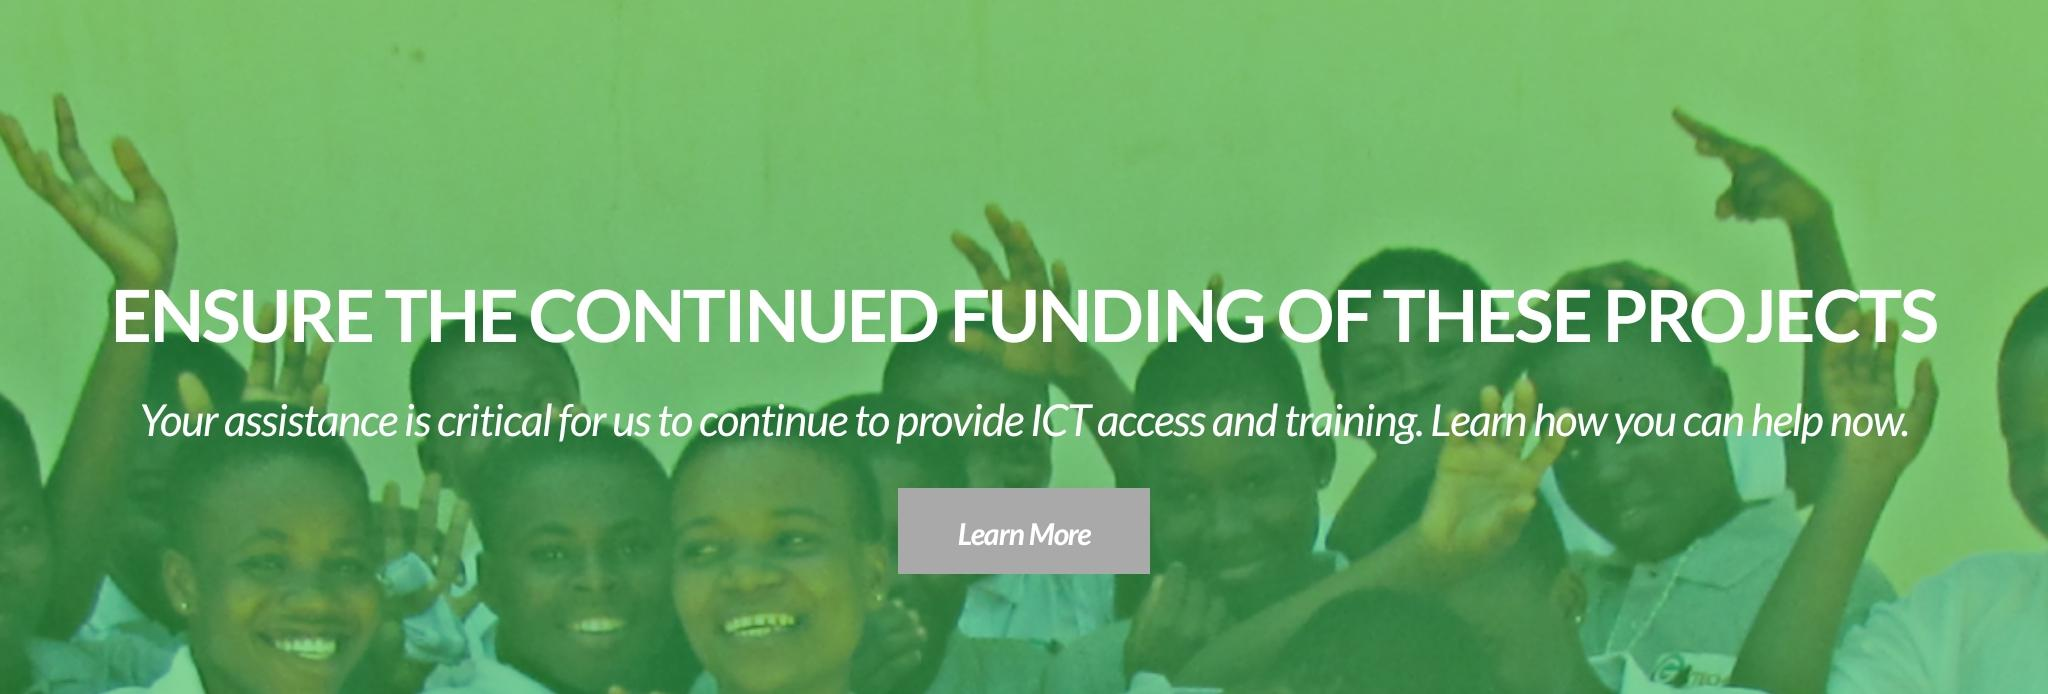 ENSURE THE CONTINUED FUNDING OF THESE PROJECTS
Your assistance is critical for us to continue to provide ICT access and training. Learn how you can help now.
Learn More